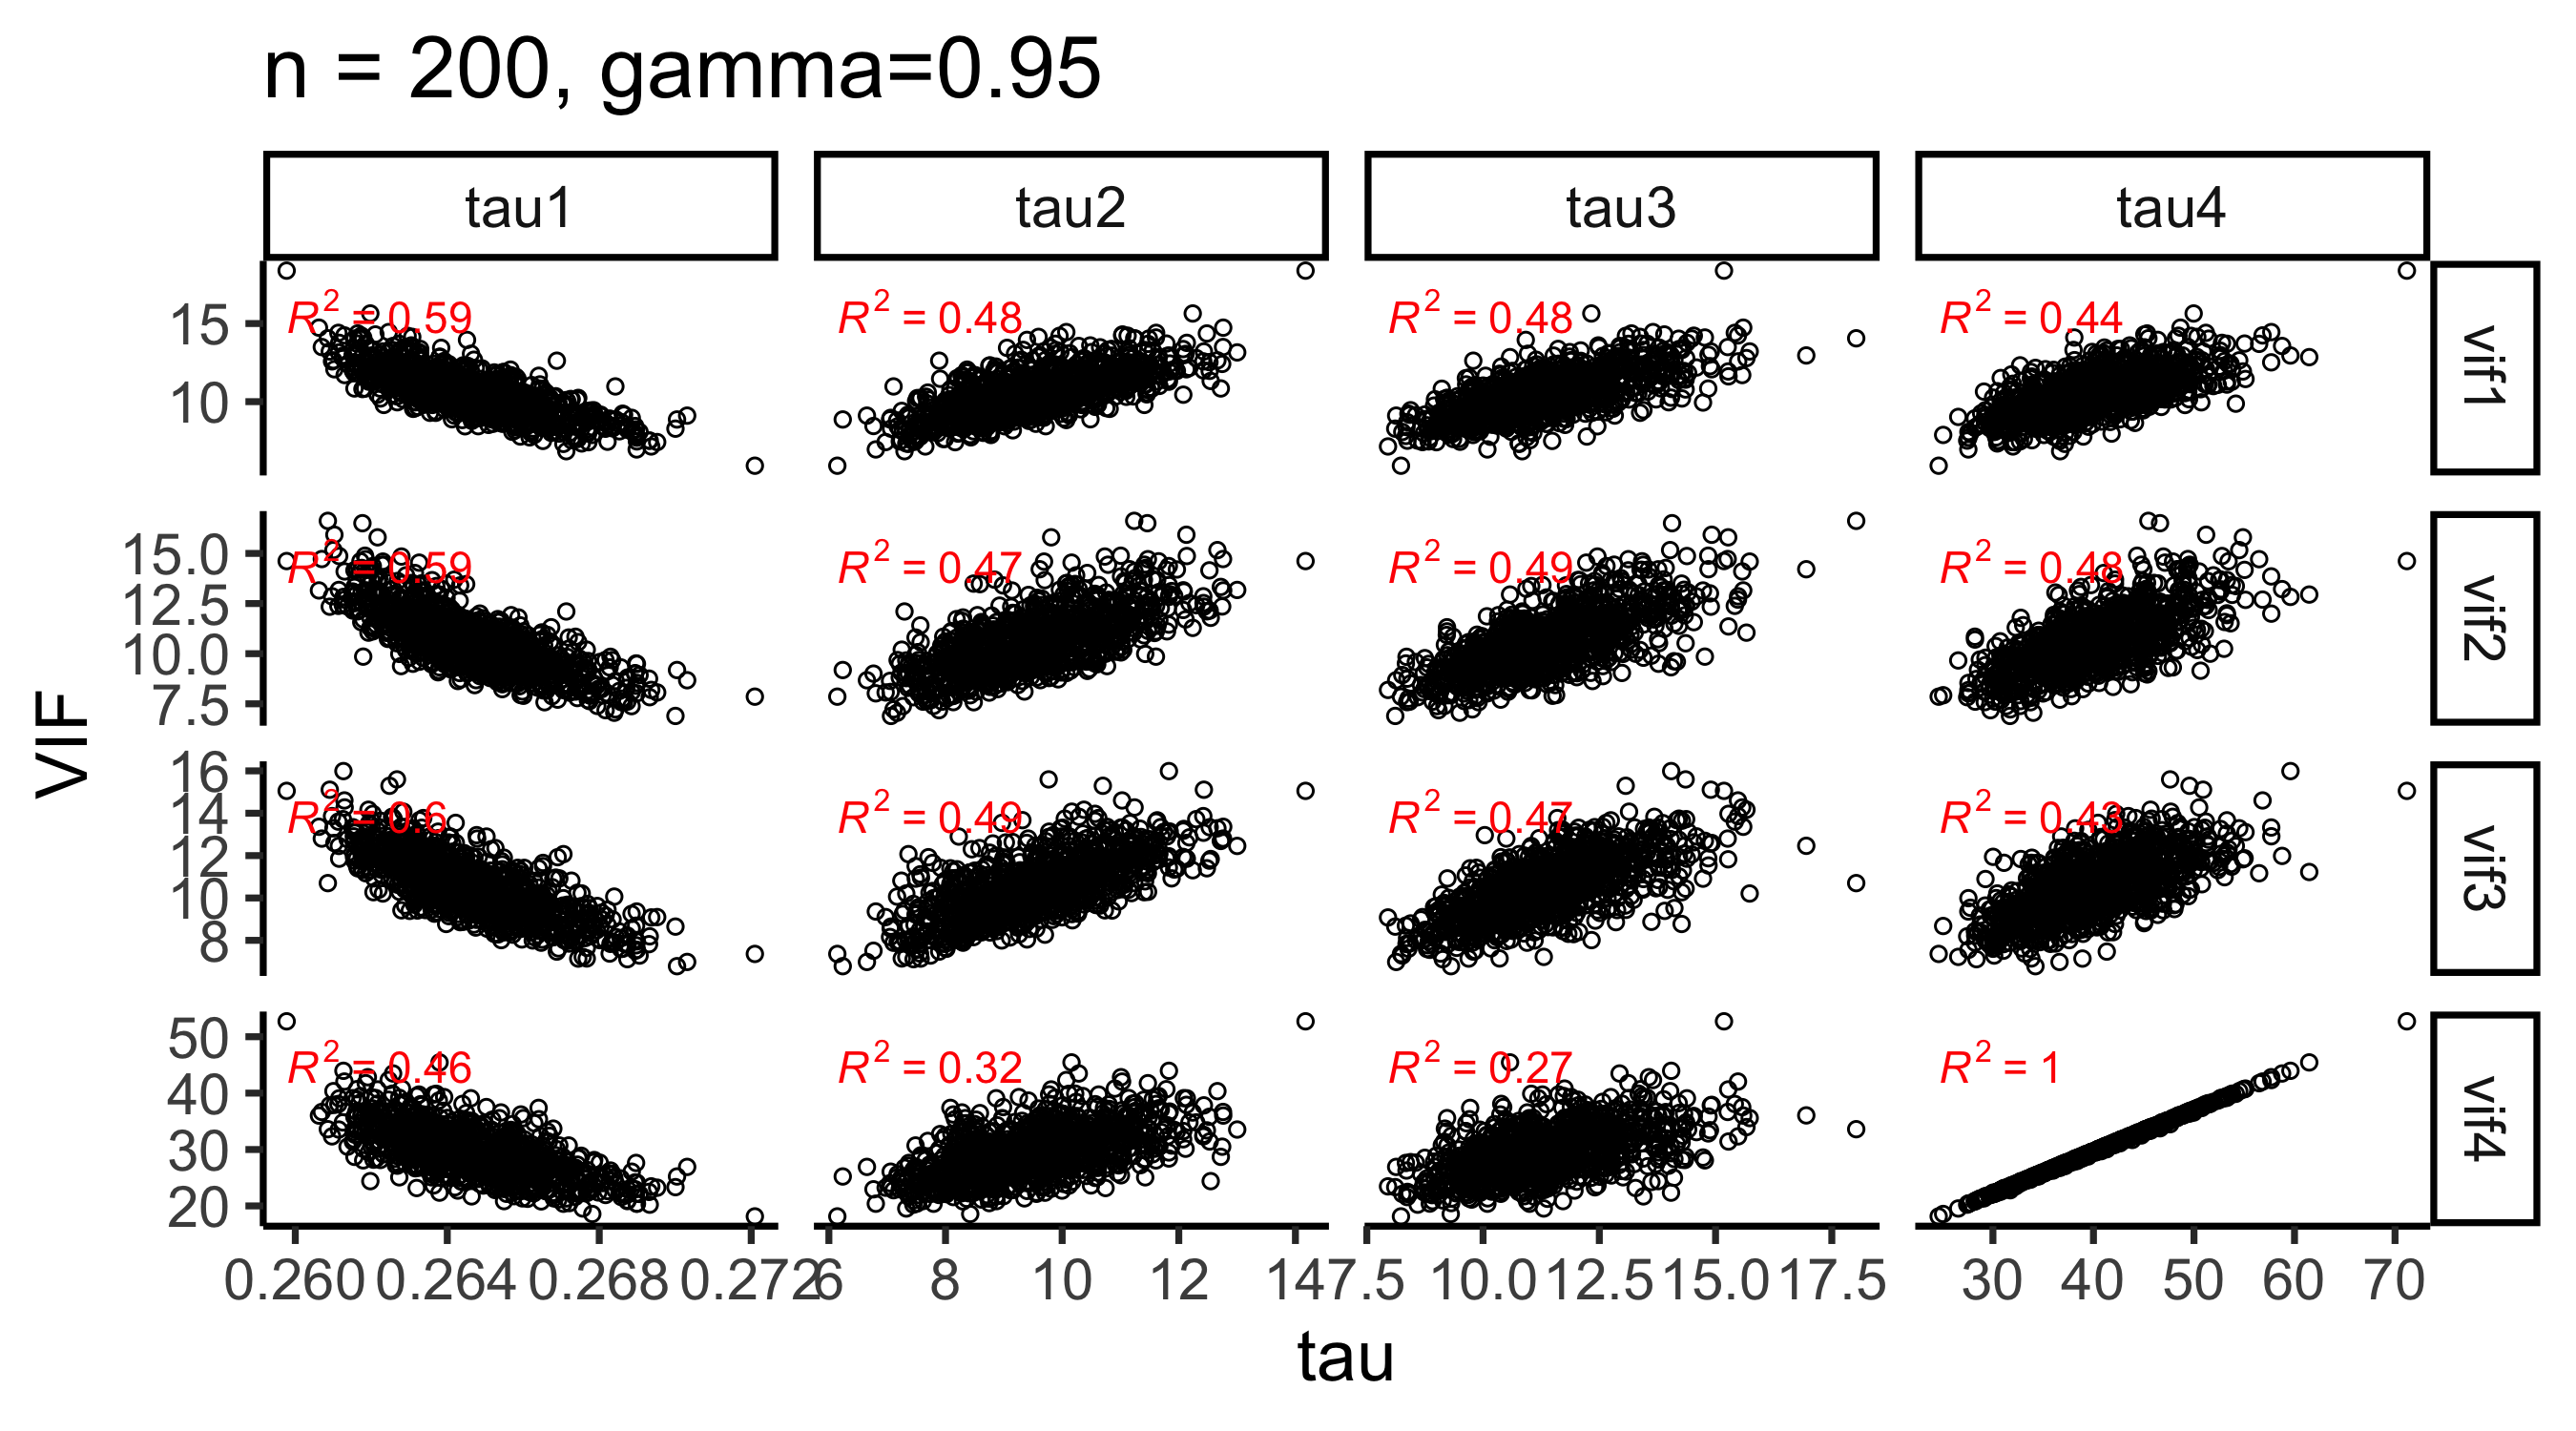 n = 200, gamma=0.95
tau1 tau2 tau3 tau4
R² = 0.59 R² = 0.48 R² = 0.48 R² = 0.44
15
10
vif1
R² = 0.59 R² = 0.47 R² = 0.49 R² = 0.48
15.0
12.5
10.0
7.5
vif2
VIF
R² = 0.6 R² = 0.49 R² = 0.47 R² = 0.43
16
14
12
10
8
vif3
R² = 0.46 R² = 0.32 R² = 0.27 R² = 1
50
40
30
20
vif4
0.260 0.264 0.268 0.272 6 8 10 12 14 7.5 10.0 12.5 15.0 17.5 30 40 50 60 70
tau